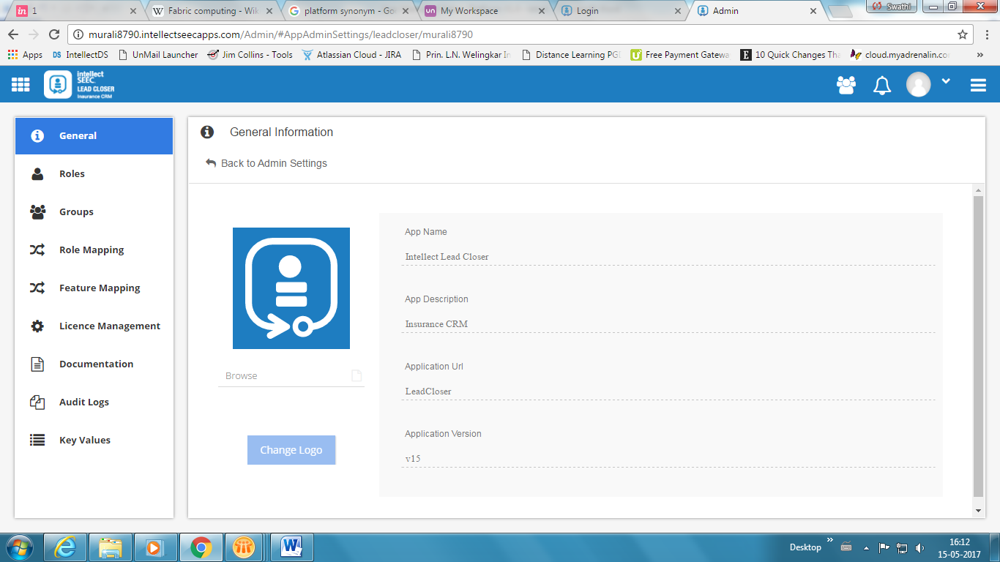 1
Fabric computing - Wik
platform synonym - Goo
My Workspace
Login
Admin
Swathi
murali8790.intellectseecapps.com/Admin/#AppAdminSettings/leadcloser/murali8790
Apps
DS IntellectDS
UnMail Launcher
Jim Collins - Tools
Atlassian Cloud - JIRA
Prin. L.N. Welingkar In
Distance Learning PG
Free Payment Gatewa
10 Quick Changes Tha
cloud.myadrenalin.co
»
intellect
SEEC
LEAD CLOSER
Insurance CRM
General
Roles
Groups
Role Mapping
Feature Mapping
Licence Management
Documentation
Audit Logs
Key Values
General Information
Back to Admin Settings
Browse
Change Logo
App Name
Intellect Lead Closer
App Description
Insurance CRM
Application Url
LeadCloser
Application Version
v15
Desktop
»
16:12
15-05-2017